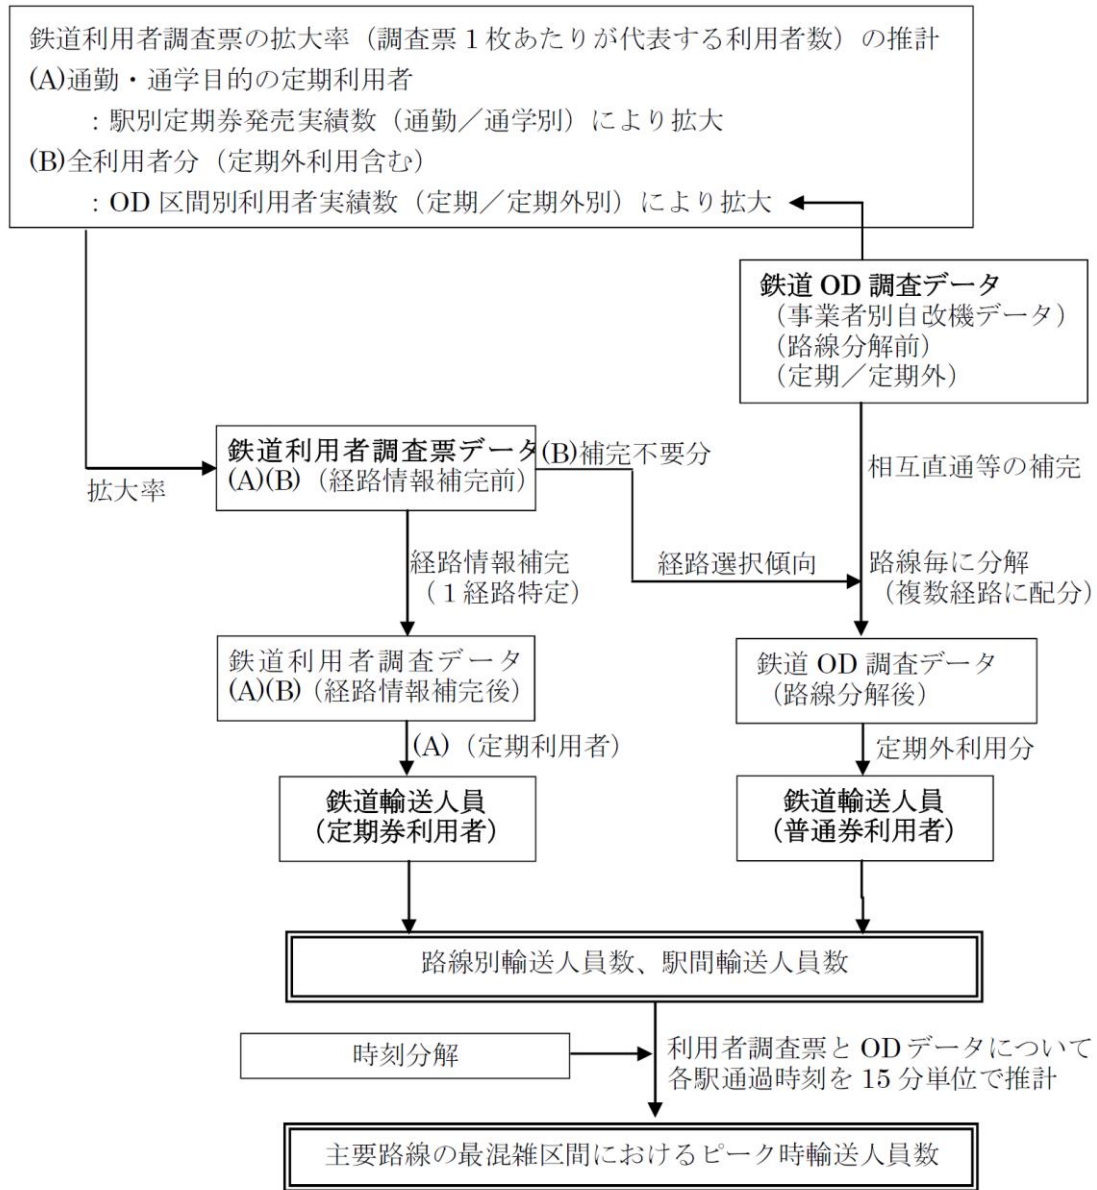 鉄道利用者調査票の拡大率（調査票1枚あたりが代表する利用者数）の推計
(A)通勤・通学目的の定期利用者
：駅別定期券発売実績数（通勤／通学別）により拡大
(B)全利用者分（定期外利用含む）
：OD区間別利用者実績数（定期／定期外別）により拡大
鉄道 OD 調査データ
（事業者別自改機データ）
（路線分解前）
（定期／定期外）
鉄道利用者調査票データ
(A)(B)（経路情報補完前）
(B)補完不要分
拡大率
相互直通等の補完
経路情報補完
（１経路特定）
経路選択傾向
路線毎に分解
（複数経路に配分）
鉄道利用者調査データ
(A)(B)（経路情報補完後）
鉄道 OD 調査データ
（路線分解後）
(A)（定期利用者）
定期外利用分
鉄道輸送人員
（定期券利用者）
鉄道輸送人員
（普通券利用者）
路線別輸送人員数、駅間輸送人員数
時刻分解
利用者調査票と OD データについて
各駅通過時刻を 15 分単位で推計
主要路線の最混雑区間におけるピーク時輸送人員数